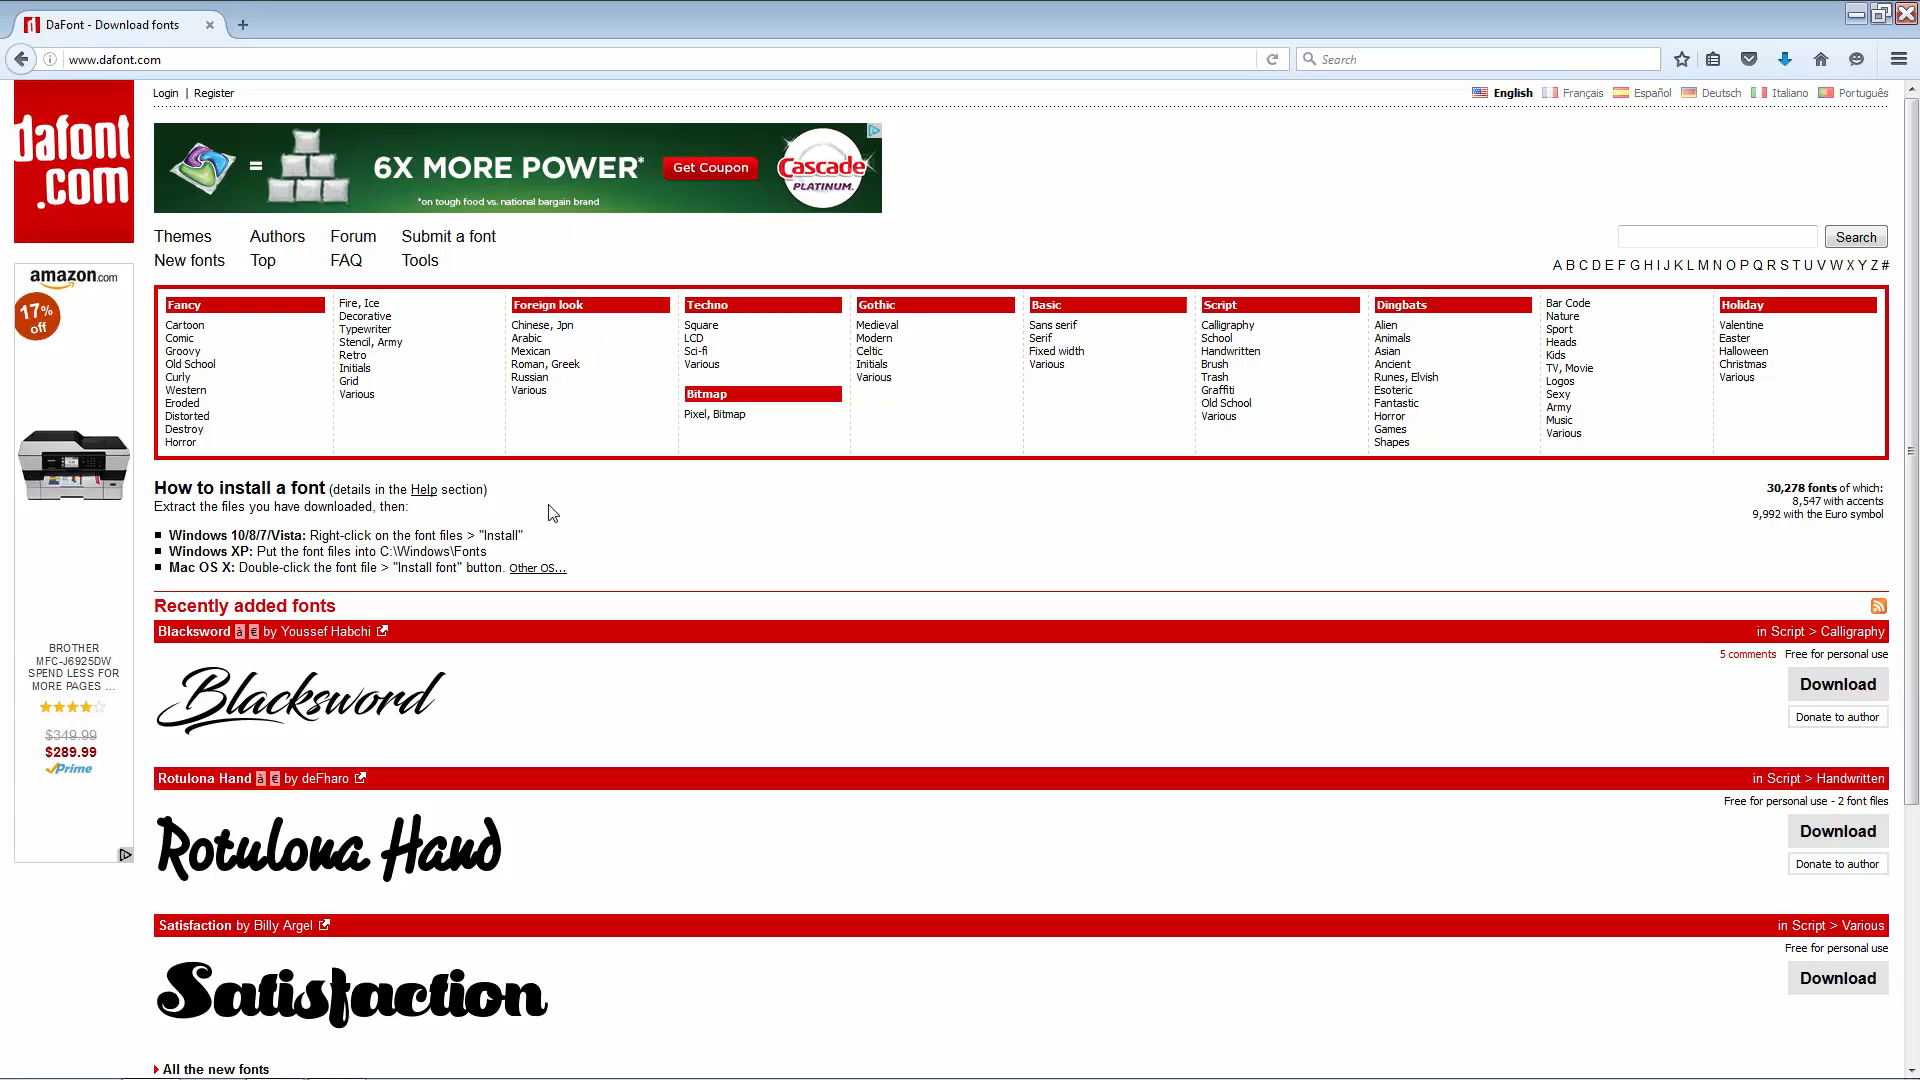 DaFont - Download fonts
www.dafont.com
Search
Login | Register
English Français Español Deutsch Italiano Português
dafont
.com
= 6X MORE POWER* Get Coupon Cascade
PLATINUM.
*on tough food vs. national bargain brand
Themes Authors Forum Submit a font
New fonts Top FAQ Tools
Search
A B C D E F G H I J K L M N O P Q R S T U V W X Y Z #
amazon.com
17%
off
BROTHER
MFC-J6925DW
SPEND LESS FOR
MORE PAGES ...
$349.99
$289.99
Prime
Fancy
Cartoon
Comic
Groovy
Old School
Curly
Western
Eroded
Distorted
Destroy
Horror
Fire, Ice
Decorative
Typewriter
Stencil, Army
Retro
Initials
Grid
Various
Foreign look
Chinese, Jpn
Arabic
Mexican
Roman, Greek
Russian
Various
Techno
Square
LCD
Sci-fi
Various
Bitmap
Pixel, Bitmap
Gothic
Medieval
Modern
Celtic
Initials
Various
Basic
Sans serif
Serif
Fixed width
Various
Script
Calligraphy
School
Handwritten
Brush
Trash
Graffiti
Old School
Various
Dingbats
Alien
Animals
Asian
Ancient
Runes, Elvish
Esoteric
Fantastic
Horror
Games
Shapes
Bar Code
Nature
Sport
Heads
Kids
TV, Movie
Logos
Sexy
Army
Music
Various
Holiday
Valentine
Easter
Halloween
Christmas
Various
How to install a font (details in the Help section)
Extract the files you have downloaded, then:
Windows 10/8/7/Vista: Right-click on the font files > "Install"
Windows XP: Put the font files into C:\Windows\Fonts
Mac OS X: Double-click the font file > "Install font" button. Other OS...
30,278 fonts of which:
8,547 with accents
9,992 with the Euro symbol
Recently added fonts
Blacksword à € by Youssef Habchi in Script > Calligraphy
5 comments Free for personal use
Blacksword
Download
Donate to author
Rotulona Hand à € by deFharo in Script > Handwritten
Free for personal use - 2 font files
Rotulona Hand
Download
Donate to author
Satisfaction by Billy Argel in Script > Various
Free for personal use
Satisfaction
Download
All the new fonts